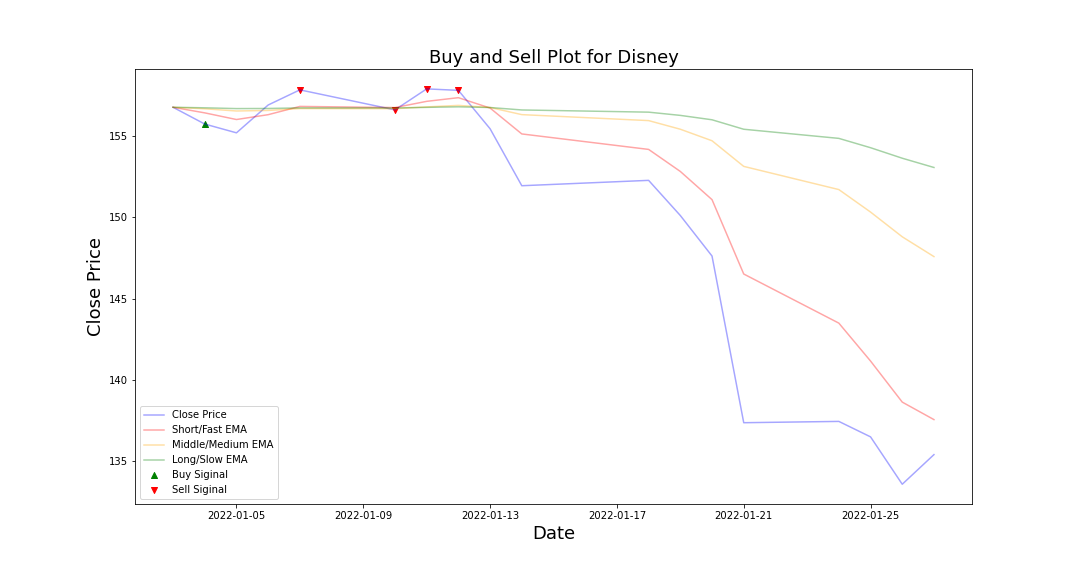 Buy and Sell Plot for Disney
Close Price
155
150
145
140
135
Close Price
Short/Fast EMA
Middle/Medium EMA
Long/Slow EMA
Buy Siginal
Sell Siginal
2022-01-05 2022-01-09 2022-01-13 2022-01-17 2022-01-21 2022-01-25
Date